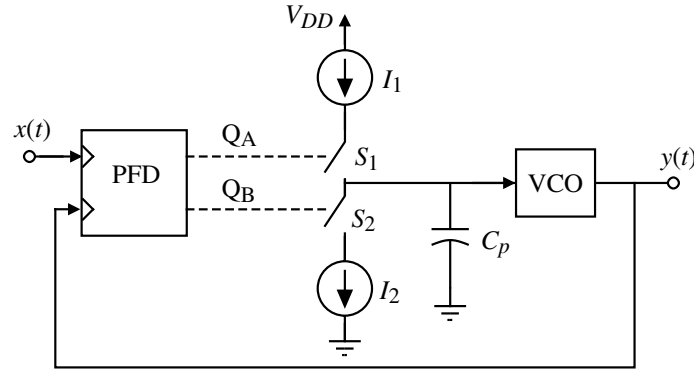 V_DD
I_1
x(t)
Q_A
S_1
y(t)
PFD
VCO
Q_B
S_2
C_p
I_2